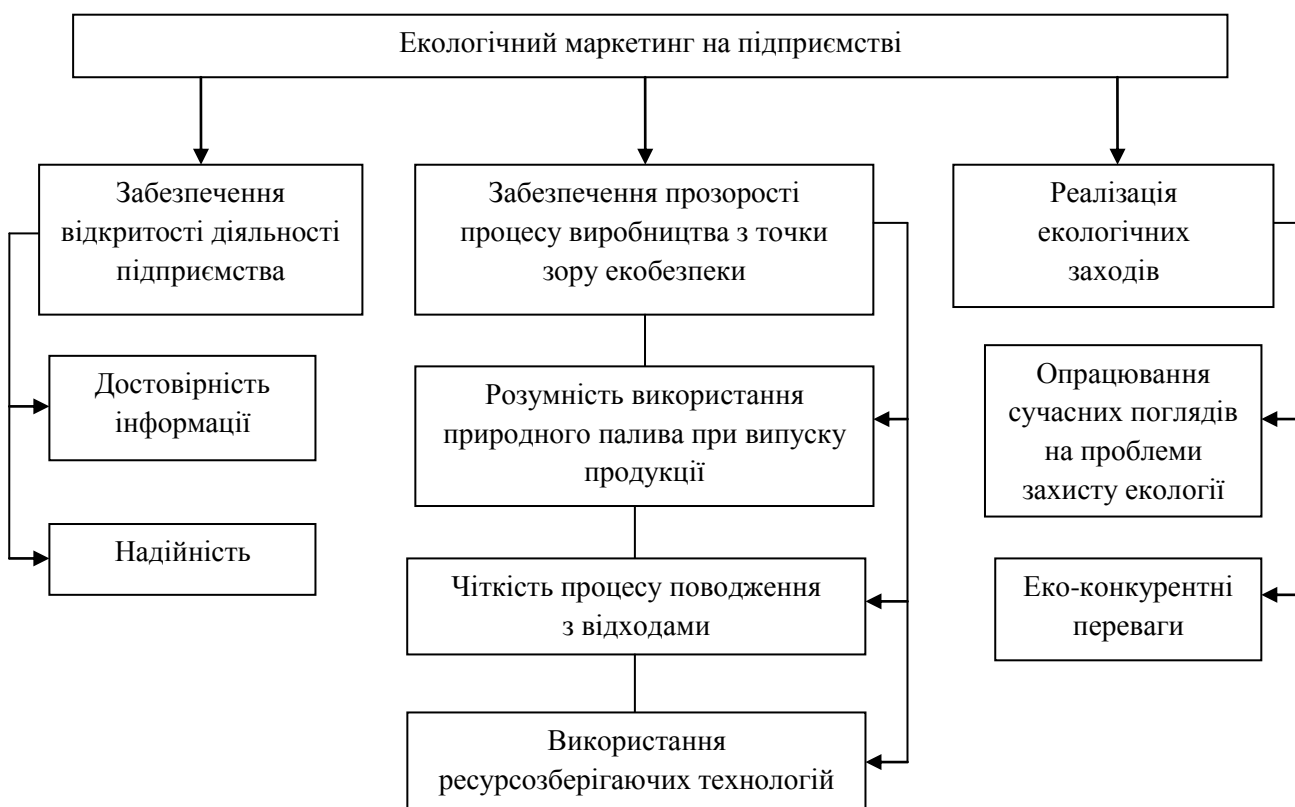 Екологічний маркетинг на підприємстві
Забезпечення
відкритості діяльності
підприємства
Достовірність
інформації
Надійність
Забезпечення прозорості
процесу виробництва з точки
зору екобезпеки
Розумність використання
природного палива при випуску
продукції
Чіткість процесу поводження
з відходами
Використання
ресурсозберігаючих технологій
Реалізація
екологічних
заходів
Опрацювання
сучасних поглядів
на проблеми
захисту екології
Еко-конкурентні
переваги